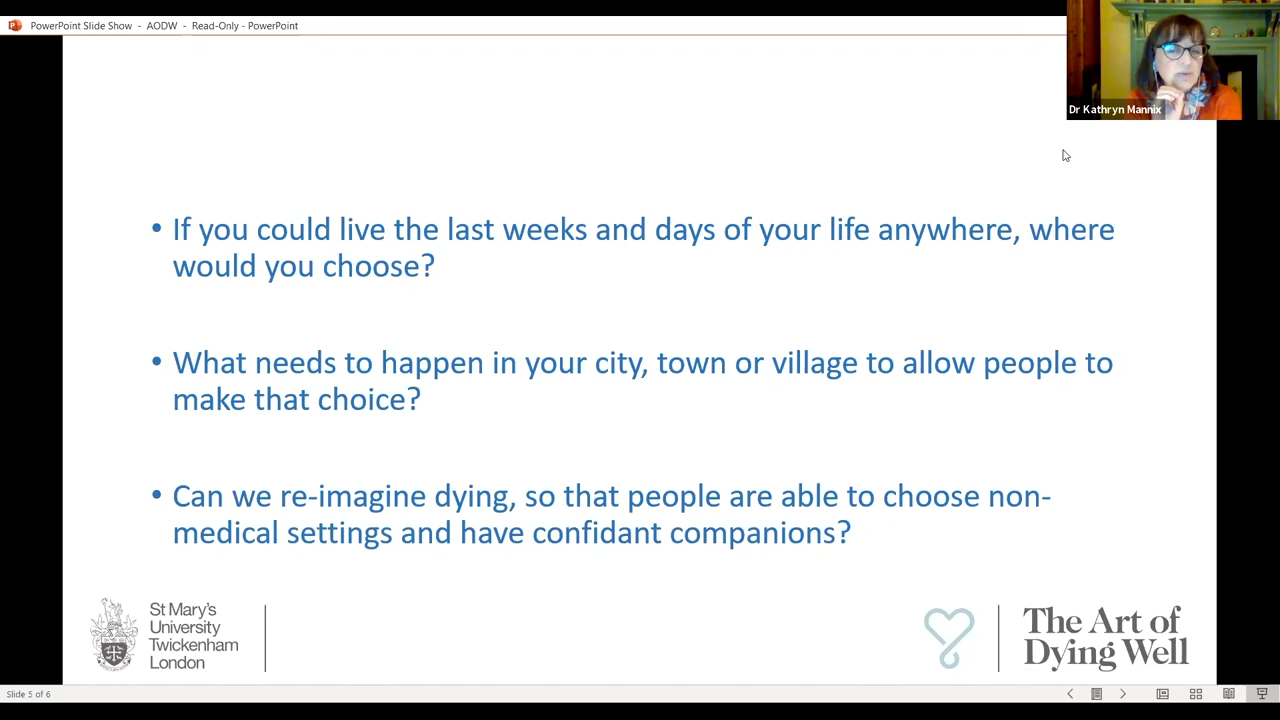 PowerPoint Slide Show - AODW - Read-Only - PowerPoint
Dr Kathryn Mannix
• If you could live the last weeks and days of your life anywhere, where
would you choose?
• What needs to happen in your city, town or village to allow people to
make that choice?
• Can we re-imagine dying, so that people are able to choose non-
medical settings and have confidant companions?
St Mary's
University
Twickenham
London
The Art of
Dying Well
Slide 5 of 6